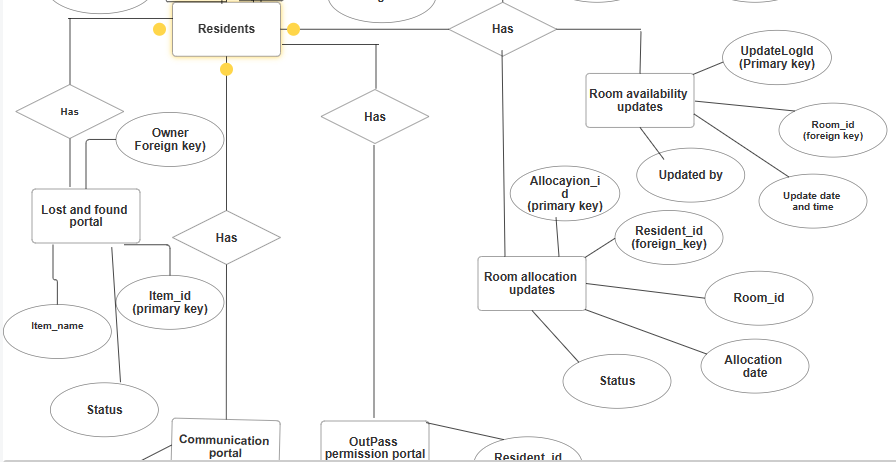 Residents
Has
UpdateLogId
(Primary key)
Room availability
updates
Has
Has
Owner
Foreign key)
Room_id
(foreign key)
Updated by
Allocayion_i
d
(primary key)
Update date
and time
Lost and found
portal
Has
Resident_id
(foreign_key)
Room allocation
updates
Item_id
(primary key)
Room_id
Item_name
Allocation
date
Status
Status
Communication
portal
OutPass
permission portal
Resident_id